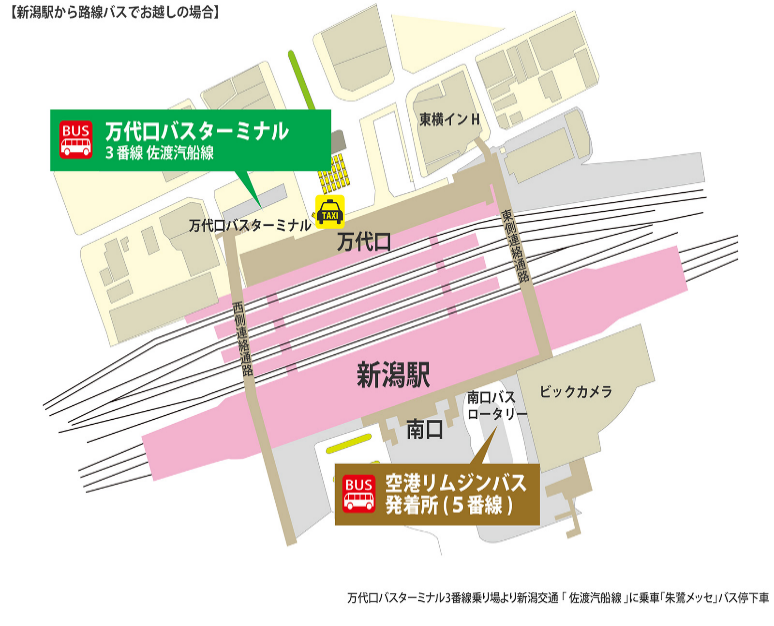 【新潟駅から路線バスでお越しの場合】
東横インH
BUS
万代口バスターミナル
3番線 佐渡汽船線
TAXI
万代口バスターミナル
万代口
東側連絡通路
西側連絡通路
新潟駅
南口バス
ロータリー
ビックカメラ
南口
BUS
空港リムジンバス
発着所(5番線)
万代口バスターミナル3番線乗り場より新潟交通「佐渡汽船線」に乗車「朱鷺メッセ」バス停下車